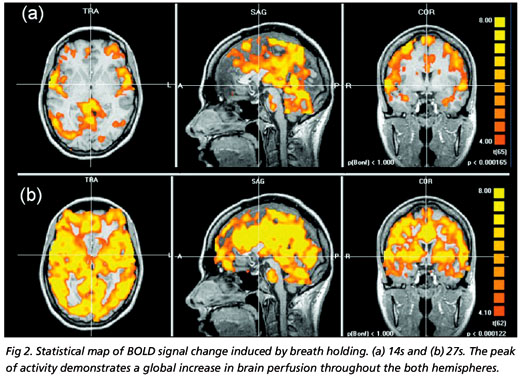 (a)
TRA
SAG
COR
8.00
L
A
P
R
4.00
t(65)
p(Bonf) < 1.000
p < 0.000165
(b)
TRA
SAG
COR
8.00
L
A
P
R
4.10
t(62)
p(Bonf) < 1.000
p < 0.000122
Fig 2. Statistical map of BOLD signal change induced by breath holding. (a) 14s and (b) 27s. The peak
of activity demonstrates a global increase in brain perfusion throughout the both hemispheres.